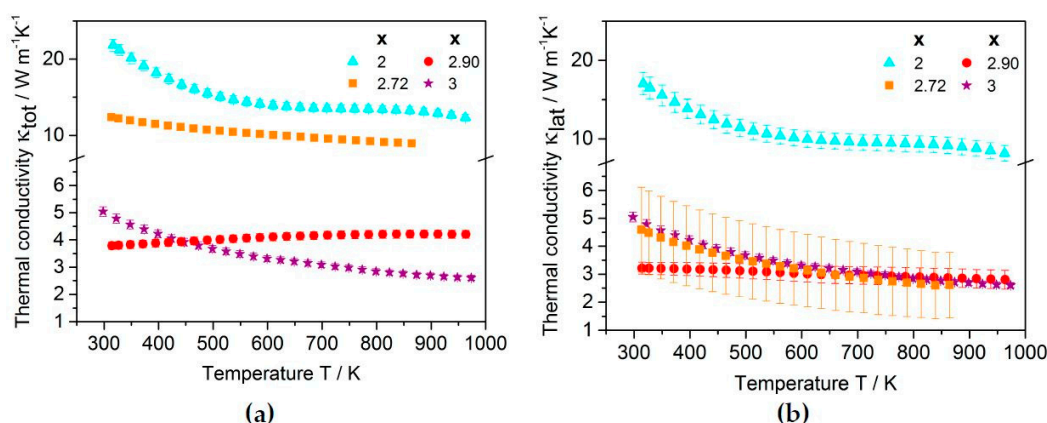 Thermal conductivity κtot / W m⁻¹K⁻¹
20
10
6
5
4
3
2
1
x x
2 2.90
2.72 3
300 400 500 600 700 800 900 1000
Temperature T / K
(a)
Thermal conductivity κlat / W m⁻¹K⁻¹
20
10
6
5
4
3
2
1
x x
2 2.90
2.72 3
300 400 500 600 700 800 900 1000
Temperature T / K
(b)